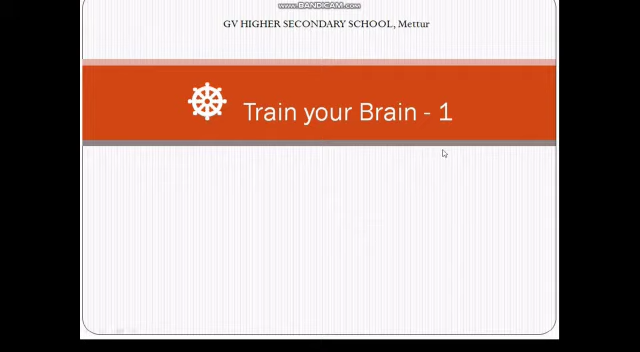 www.BANDICAM.com
GV HIGHER SECONDARY SCHOOL, Mettur
Train your Brain - 1